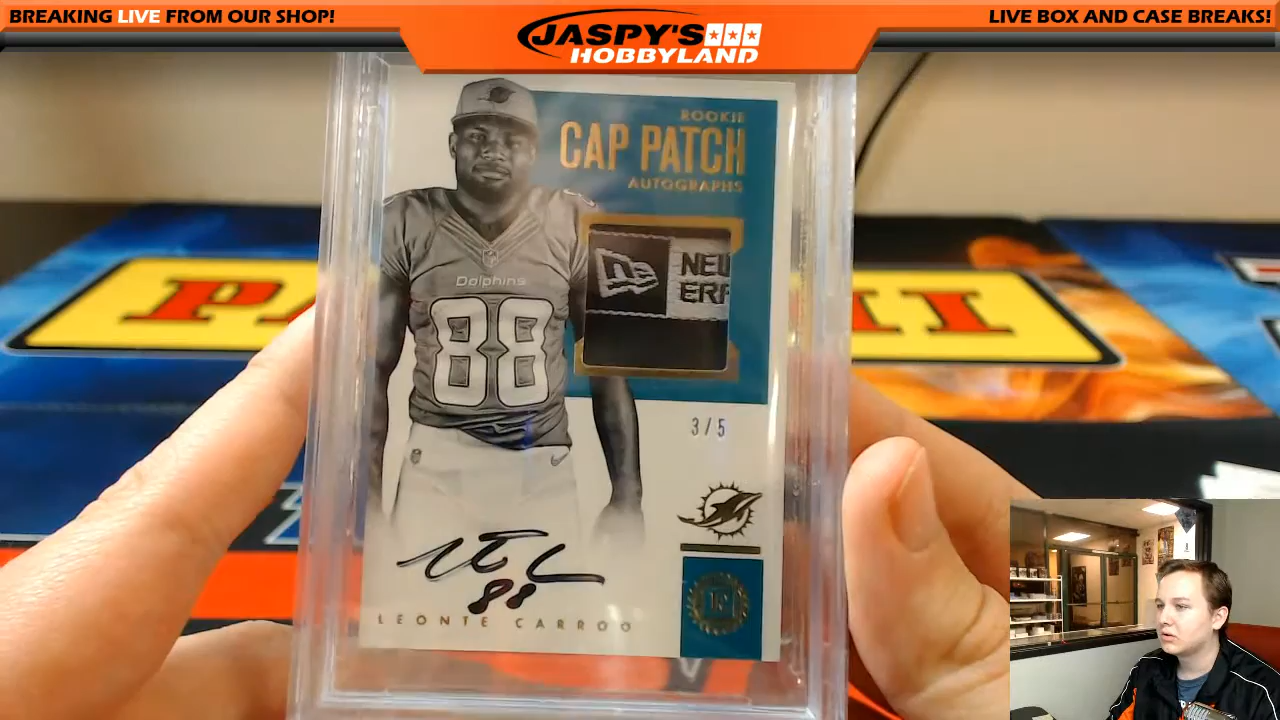 BREAKING LIVE FROM OUR SHOP!
JASPY'S
HOBBYLAND
LIVE BOX AND CASE BREAKS!
ROOKIE
CAP PATCH
AUTOGRAPHS
NEW
ERA
Dolphins
88
3/5
88
LEONTE CARROO